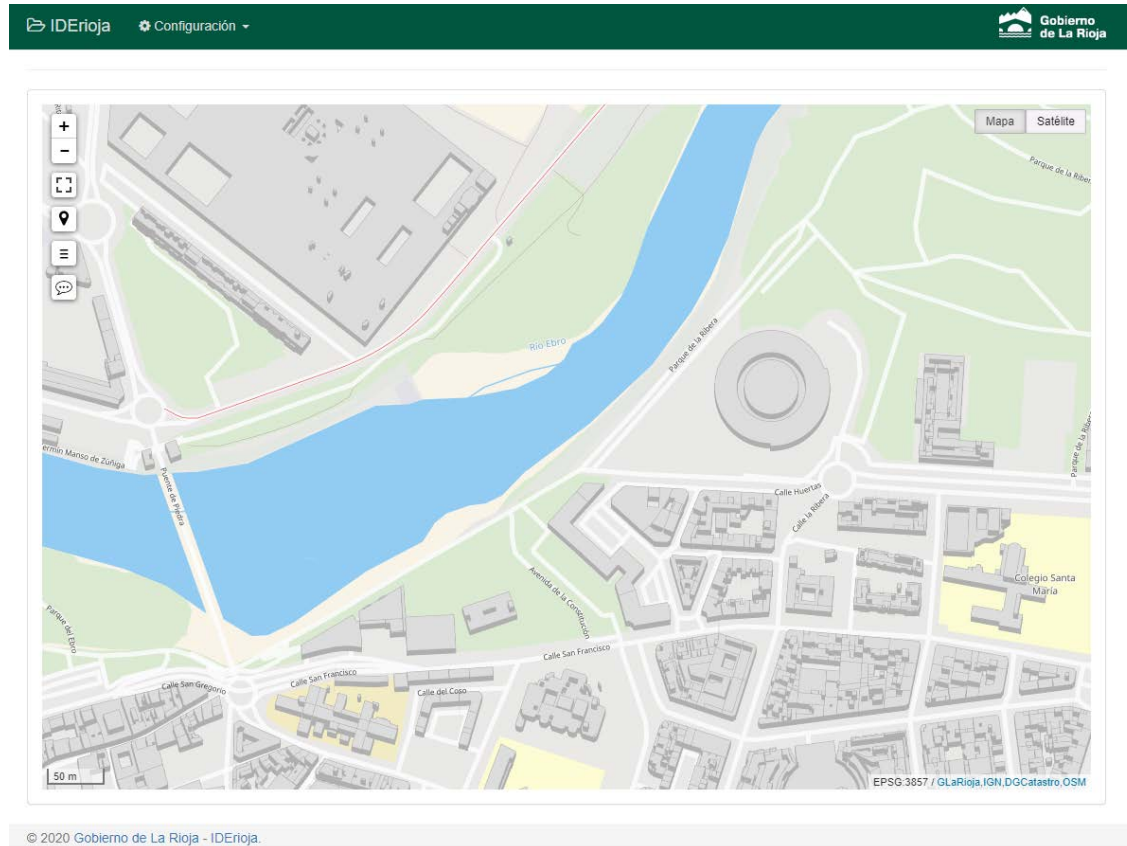 IDErioja
Configuración
Gobierno
de La Rioja
+
−
Mapa
Satélite
Parque de la Riber
Río Ebro
Parque de la Ribera
ermín Manso de Zúñiga
Puente de Piedra
Calle Huertas
Calle la Ribera
Parque de la Ribe
Colegio Santa
María
Avenida de la Constitución
Parque del Ebro
Calle San Francisco
Calle San Gregorio
Calle San Francisco
Calle del Coso
50 m
EPSG:3857 / GLaRioja,IGN,DGCatastro,OSM
© 2020 Gobierno de La Rioja - IDErioja.